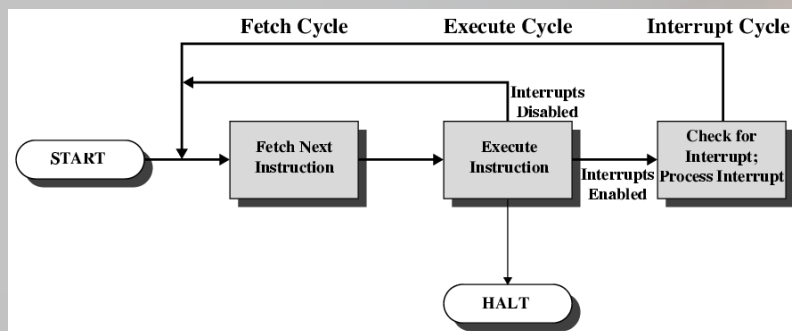 Fetch Cycle
Execute Cycle
Interrupt Cycle
START
Fetch Next
Instruction
Execute
Instruction
Interrupts
Disabled
Interrupts
Enabled
Check for
Interrupt;
Process Interrupt
HALT